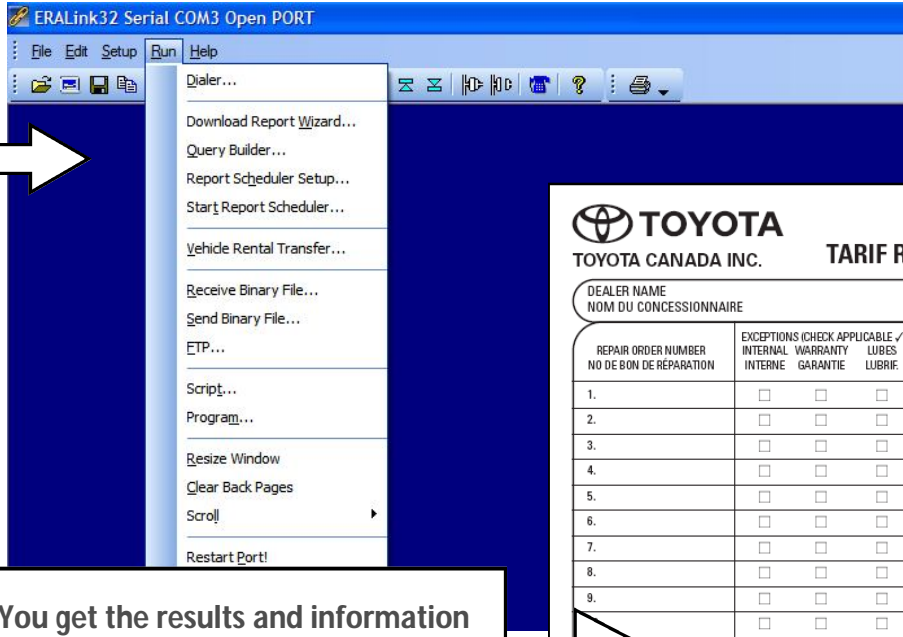 ERALink32 Serial COM3 Open PORT
File Edit Setup Run Help
Dialer...
Download Report Wizard...
Query Builder...
Report Scheduler Setup...
Start Report Scheduler...
Vehicle Rental Transfer...
Receive Binary File...
Send Binary File...
FTP...
Script...
Program...
Resize Window
Clear Back Pages
Scroll
Restart Port!
You get the results and information
TOYOTA
TOYOTA CANADA INC.
TARIF R
DEALER NAME
NOM DU CONCESSIONNAIRE
EXCEPTIONS (CHECK APPLICABLE ✓
REPAIR ORDER NUMBER INTERNAL WARRANTY LUBES
NO DE BON DE RÉPARATION INTERNE GARANTIE LUBRIF.
1.
2.
3.
4.
5.
6.
7.
8.
9.